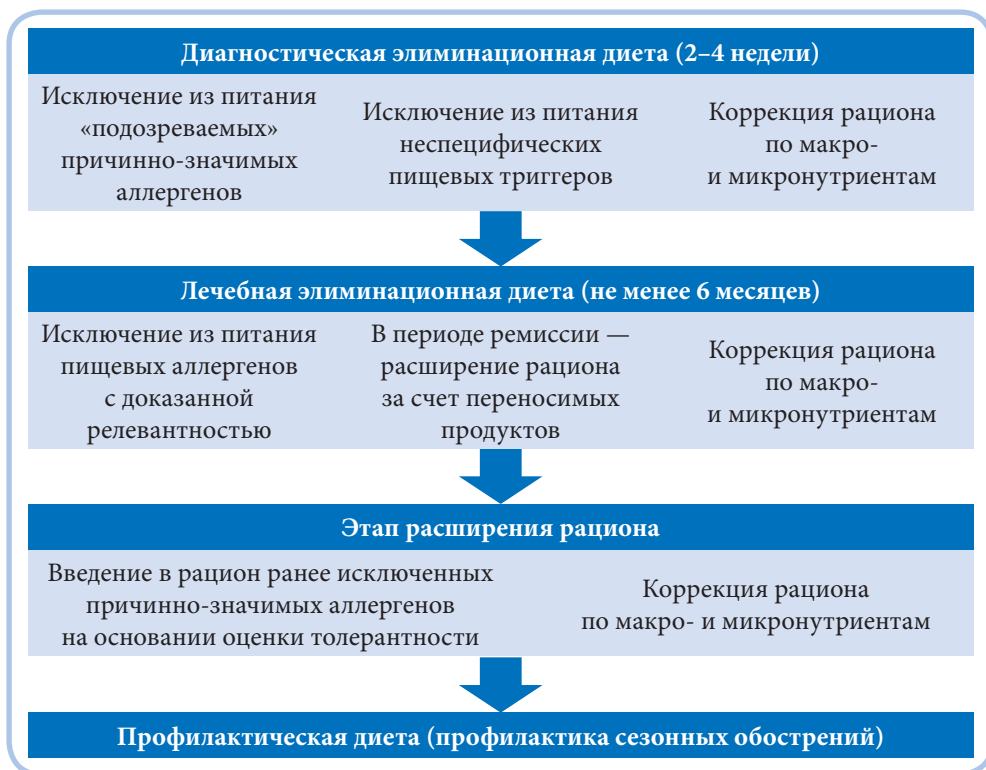 Диагностическая элиминационная диета (2–4 недели)
Исключение из питания
«подозреваемых»
причинно-значимых
аллергенов
Исключение из питания
неспецифических
пищевых триггеров
Коррекция рациона
по макро-
и микронутриентам
Лечебная элиминационная диета (не менее 6 месяцев)
Исключение из питания
пищевых аллергенов
с доказанной
релевантностью
В периоде ремиссии —
расширение рациона
за счет переносимых
продуктов
Коррекция рациона
по макро-
и микронутриентам
Этап расширения рациона
Введение в рацион ранее исключенных
причинно-значимых аллергенов
на основании оценки толерантности
Коррекция рациона
по макро- и микронутриентам
Профилактическая диета (профилактика сезонных обострений)